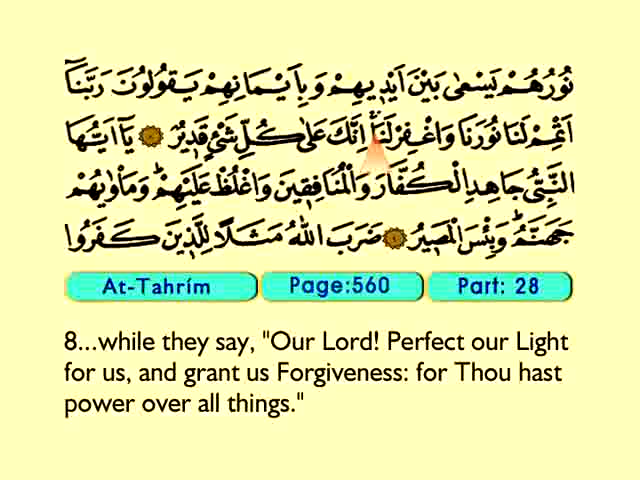 نُورُهُمْ يَسْعٰى بَيْنَ اَيْدِيهِمْ وَبِاَيْمَانِهِمْ يَقُولُونَ رَبَّنَٓا
اَتْمِمْ لَنَا نُورَنَا وَاغْفِرْ لَنَاۚ اِنَّكَ عَلٰى كُلِّ شَيْءٍ قَدِيرٌ ۝ يَٓا اَيُّهَا
النَّبِيُّ جَاهِدِ الْكُفَّارَ وَالْمُنَافِقِينَ وَاغْلُظْ عَلَيْهِمْۜ وَمَأْوٰيهُمْ
جَهَنَّمُۜ وَبِئْسَ الْمَصِيرُ ۝ ضَرَبَ اللّٰهُ مَثَلًا لِلَّذِينَ كَفَرُوا
At-Tahrím Page:560 Part: 28
8...while they say, "Our Lord! Perfect our Light
for us, and grant us Forgiveness: for Thou hast
power over all things."